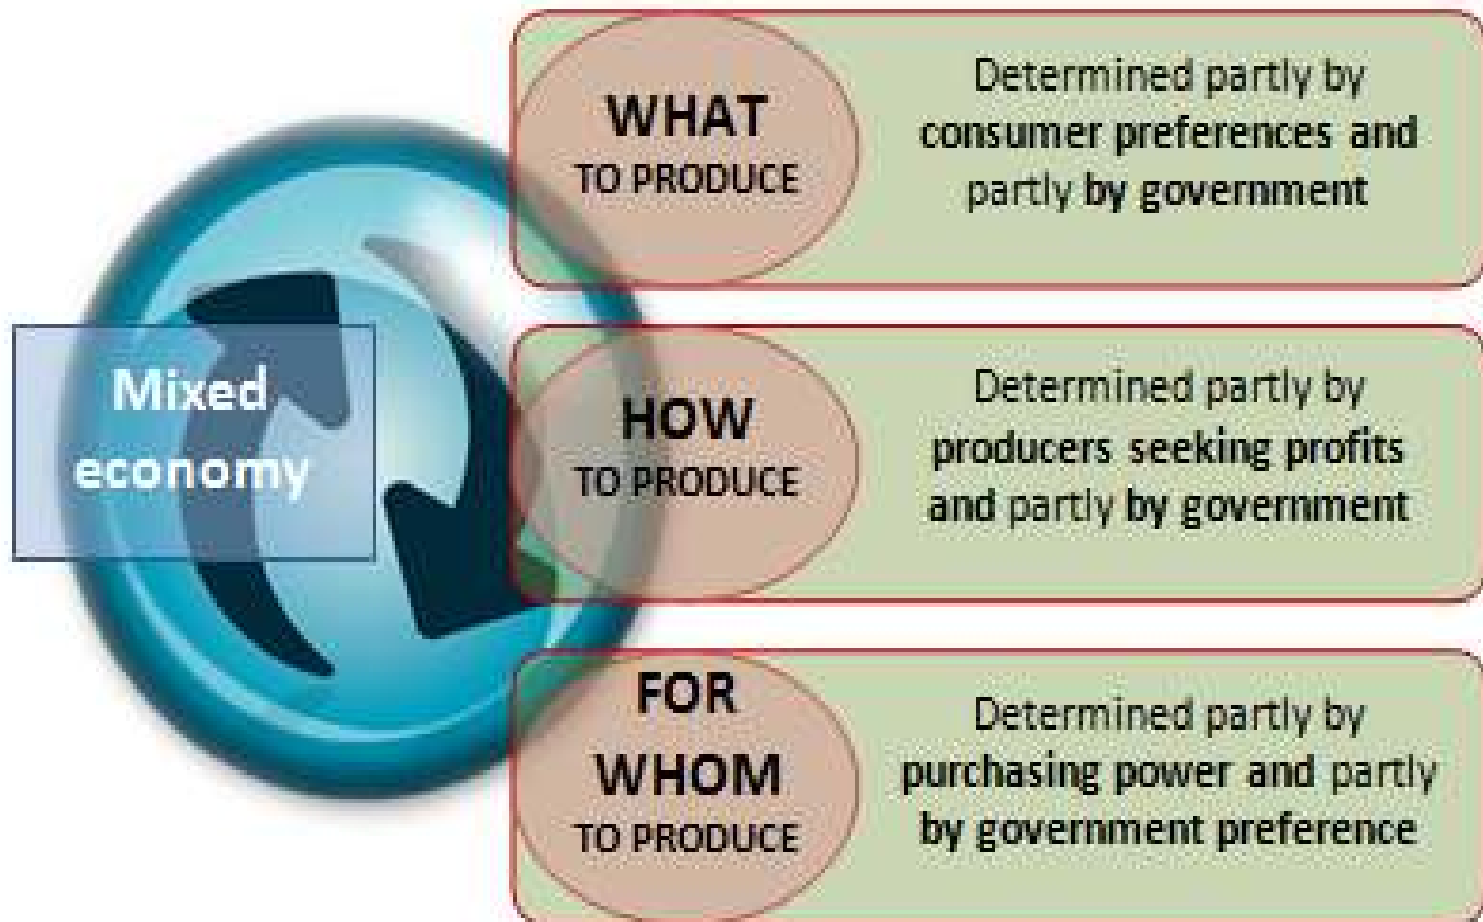 Mixed
economy
WHAT
TO PRODUCE
Determined partly by
consumer preferences and
partly by government
HOW
TO PRODUCE
Determined partly by
producers seeking profits
and partly by government
FOR
WHOM
TO PRODUCE
Determined partly by
purchasing power and partly
by government preference